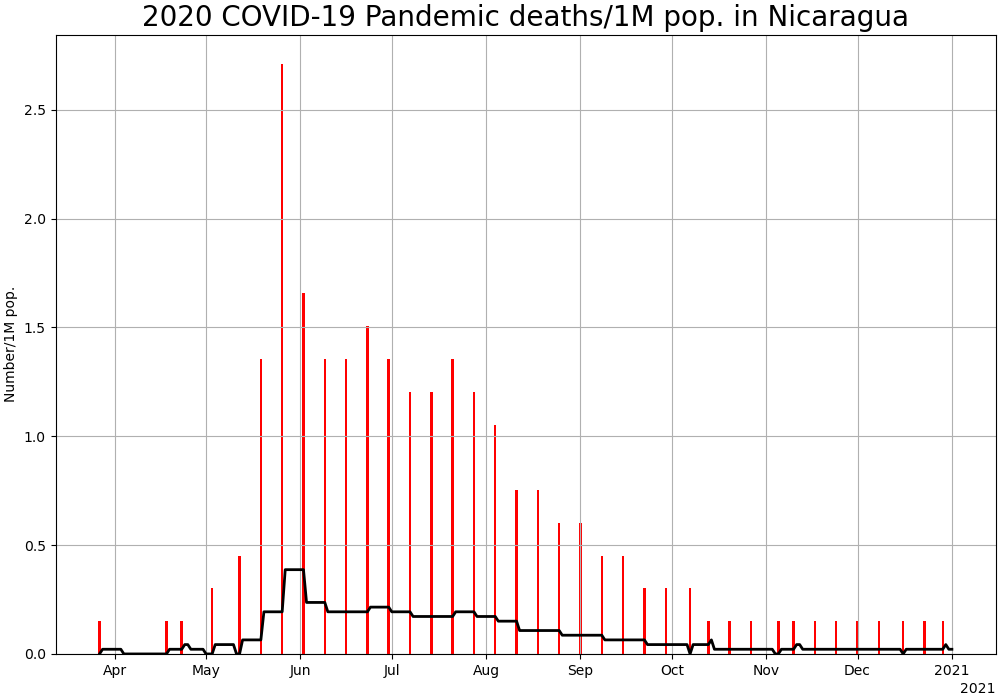 2020 COVID-19 Pandemic deaths/1M pop. in Nicaragua
Number/1M pop.
2.5
2.0
1.5
1.0
0.5
0.0
Apr May Jun Jul Aug Sep Oct Nov Dec 2021
2021